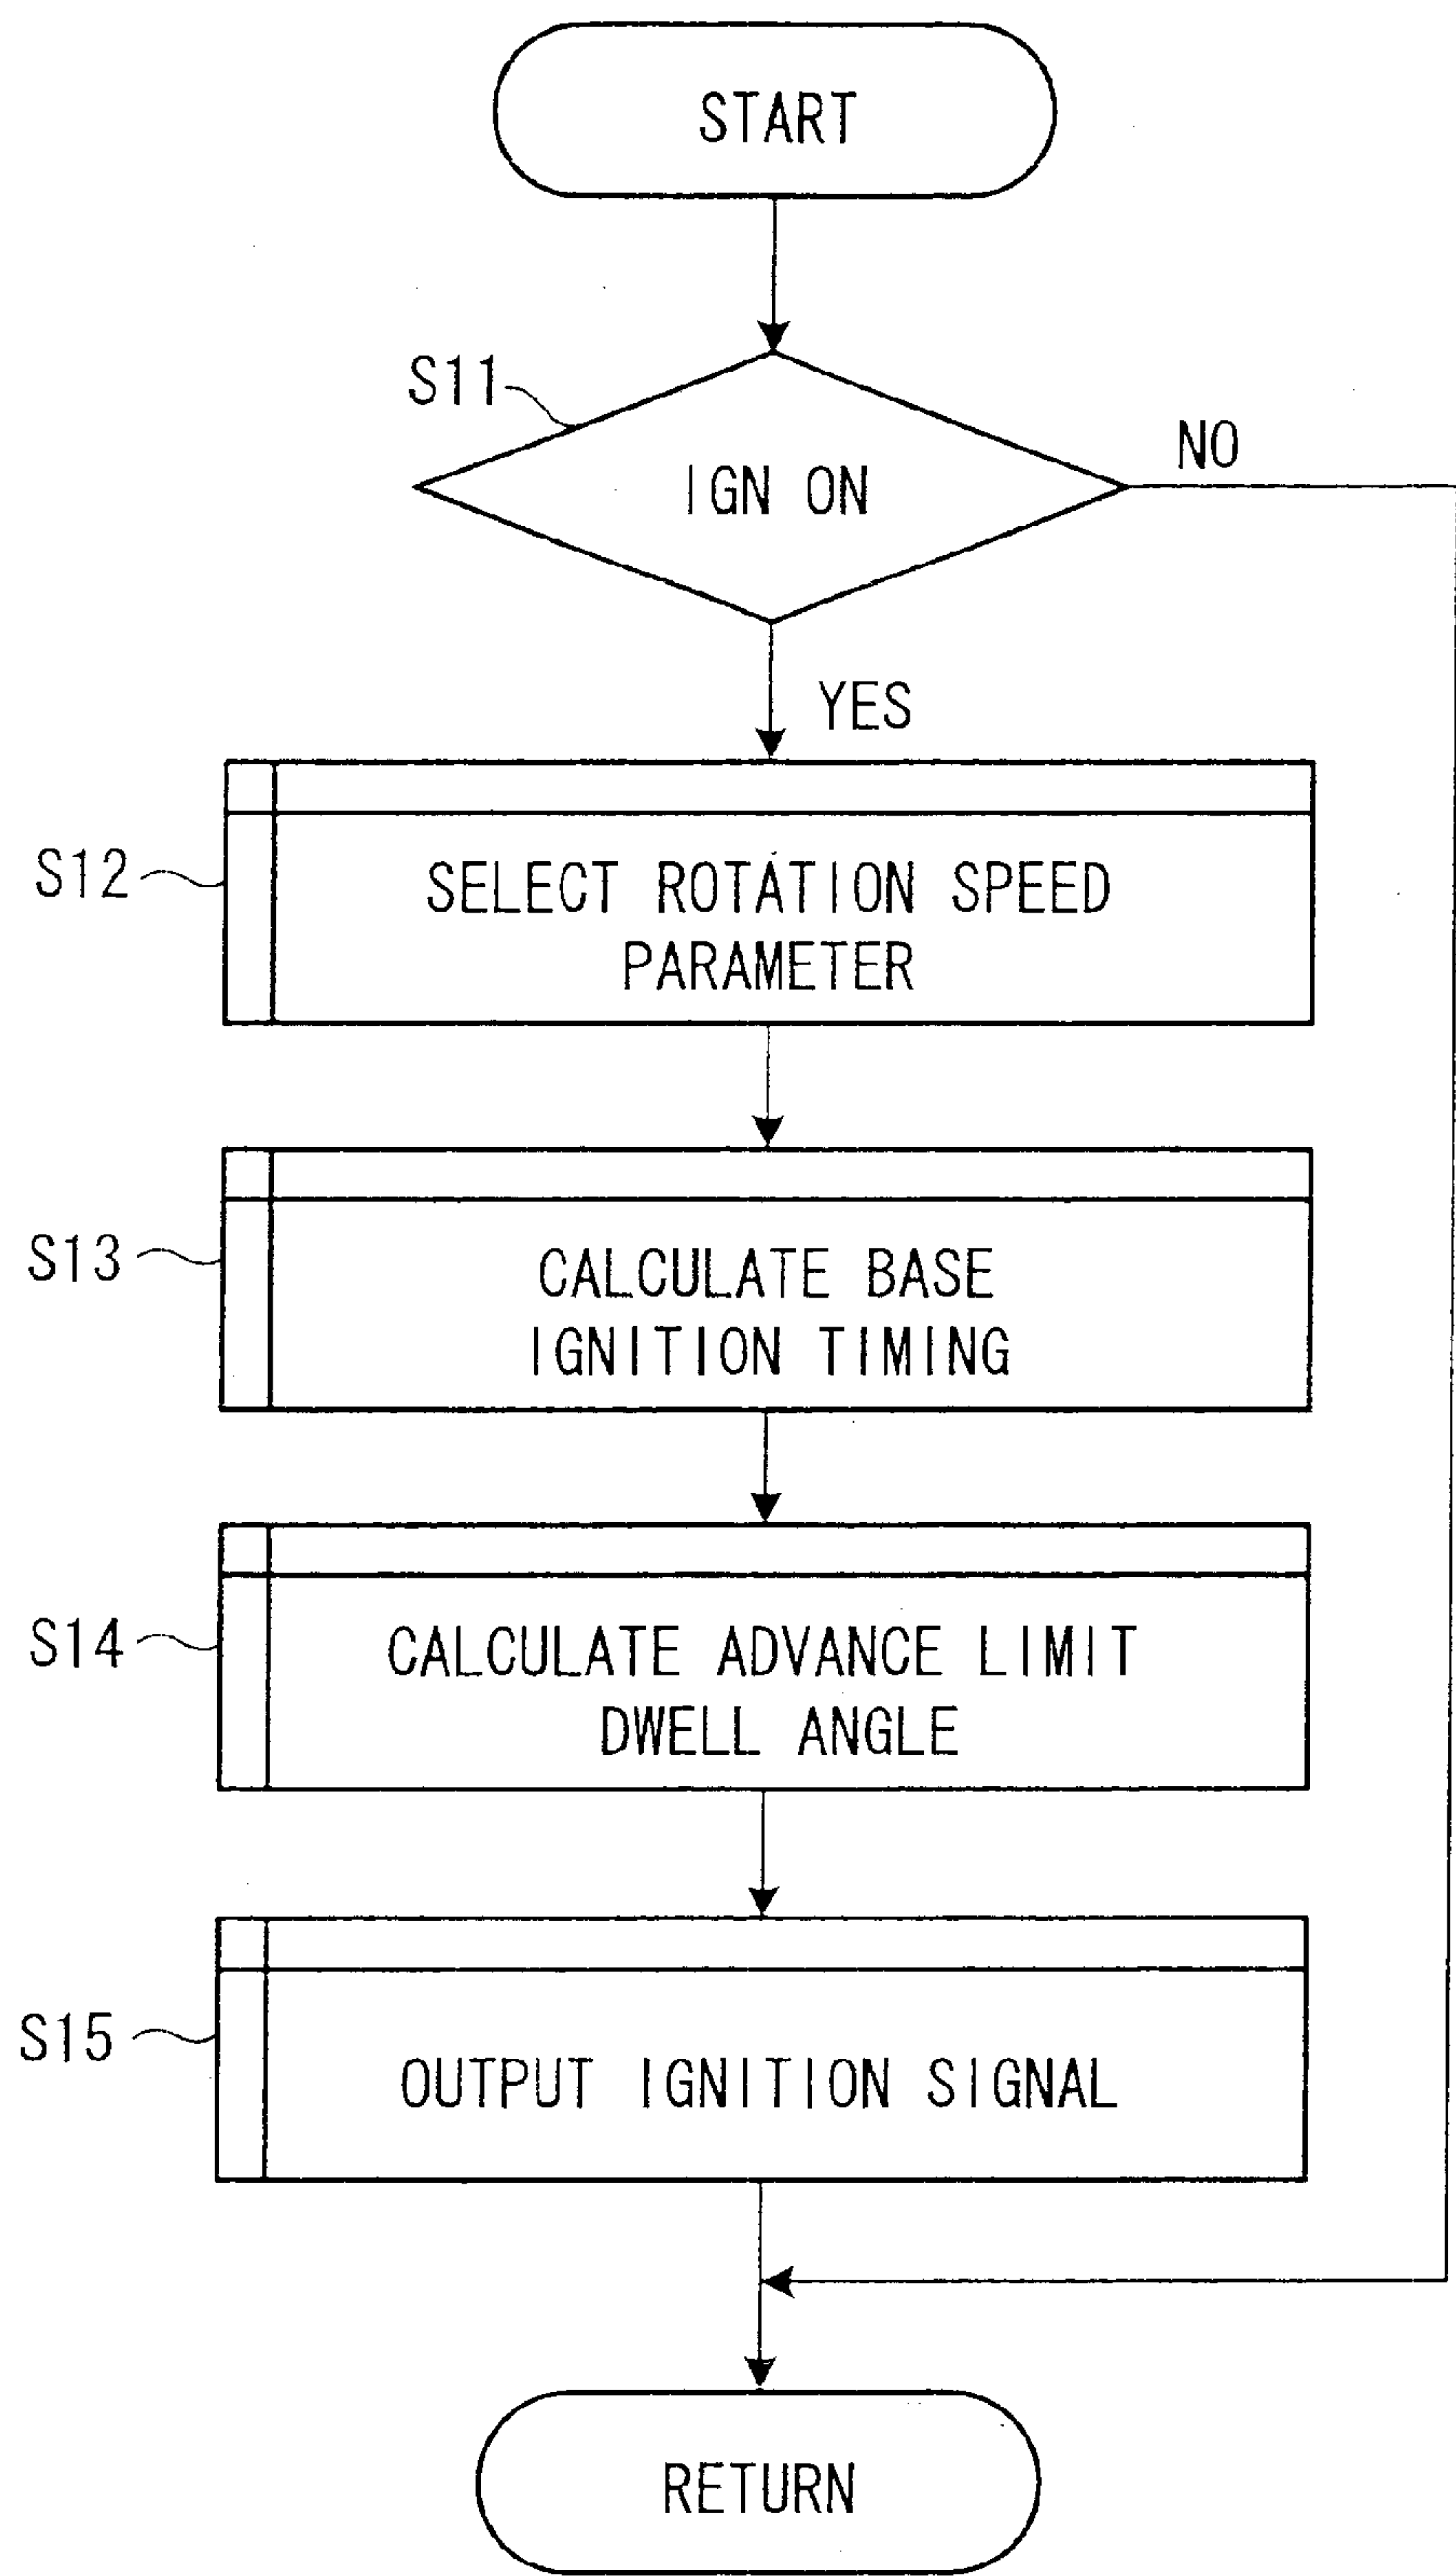 START
S11
IGN ON
NO
YES
S12
SELECT ROTATION SPEED
PARAMETER
S13
CALCULATE BASE
IGNITION TIMING
S14
CALCULATE ADVANCE LIMIT
DWELL ANGLE
S15
OUTPUT IGNITION SIGNAL
RETURN